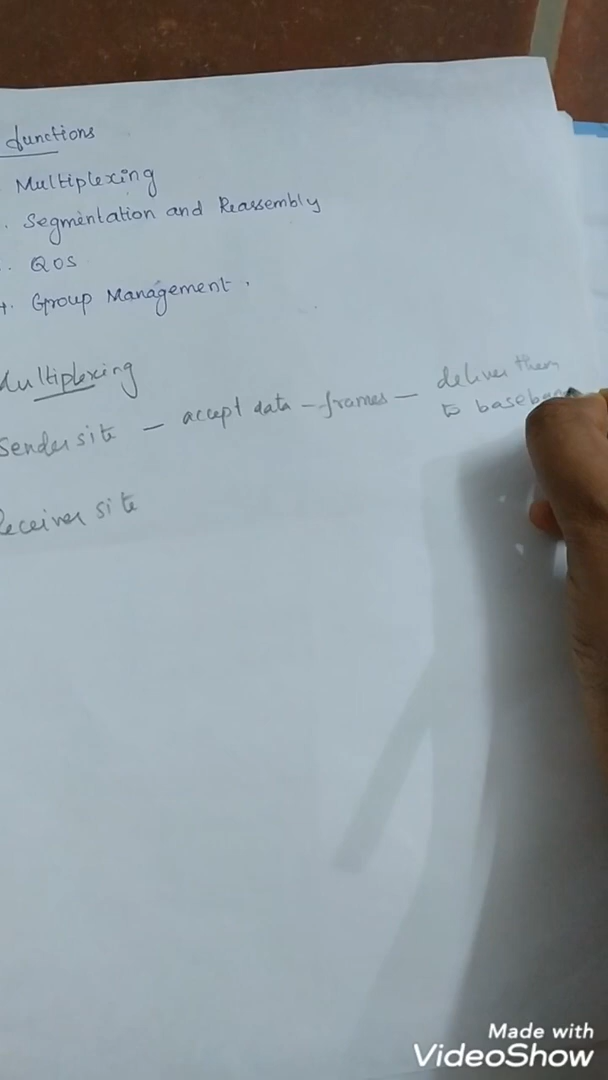 functions
Multiplexing
. Segmentation and Reassembly
. QOS
4. Group Management .
Multiplexing
Sender site — accept data – frames — deliver them
to
Receiver site
Made with
VideoShow